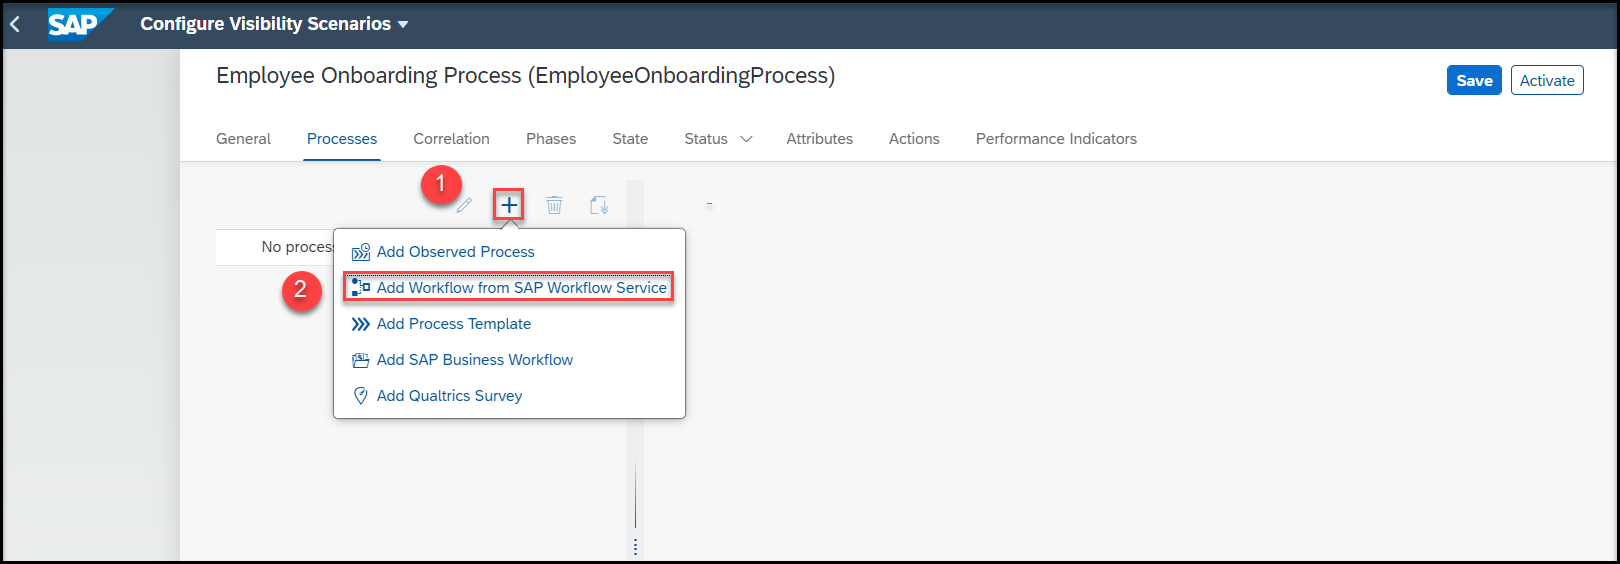 SAP Configure Visibility Scenarios
Employee Onboarding Process (EmployeeOnboardingProcess)
Save Activate
General Processes Correlation Phases State Status Attributes Actions Performance Indicators
1
-
No process
Add Observed Process
2
Add Workflow from SAP Workflow Service
Add Process Template
Add SAP Business Workflow
Add Qualtrics Survey